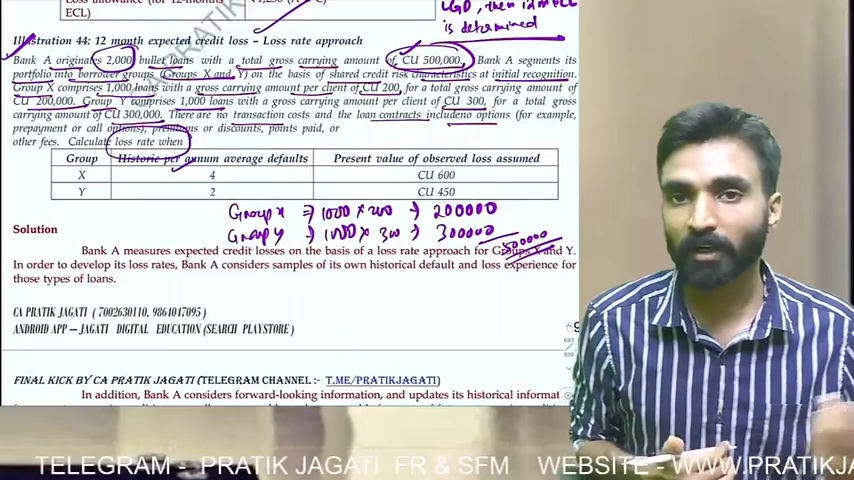 Loss allowance (for 12-months
ECL)
LGD, then 12 m ECL
is determined
Illustration 44: 12 month expected credit loss – Loss rate approach
Bank A originates 2,000 bullet loans with a total gross carrying amount of CU 500,000. Bank A segments its
portfolio into borrower groups (Groups X and Y) on the basis of shared credit risk characteristics at initial recognition.
Group X comprises 1,000 loans with a gross carrying amount per client of CU 200, for a total gross carrying amount of
CU 200,000. Group Y comprises 1,000 loans with a gross carrying amount per client of CU 300, for a total gross
carrying amount of CU 300,000. There are no transaction costs and the loan contracts includeno options (for example,
prepayment or call options), premiums or discounts, points paid, or
other fees. Calculate loss rate when
Group Historic per annum average defaults Present value of observed loss assumed
X 4 CU 600
Y 2 CU 450
Group X ⇒ 1000 × 200 → 200000
Group Y → 1000 × 300 → 300000
500000
Solution
Bank A measures expected credit losses on the basis of a loss rate approach for Groups X and Y.
In order to develop its loss rates, Bank A considers samples of its own historical default and loss experience for
those types of loans.
CA PRATIK JAGATI ( 7002630110, 9864047095)
ANDROID APP – JAGATI DIGITAL EDUCATION (SEARCH PLAYSTORE)
FINAL KICK BY CA PRATIK JAGATI (TELEGRAM CHANNEL :- T.ME/PRATIKJAGATI)
In addition, Bank A considers forward-looking information, and updates its historical informat
TELEGRAM - PRATIK JAGATI FR & SFM WEBSITE - WWW.PRATIKJA